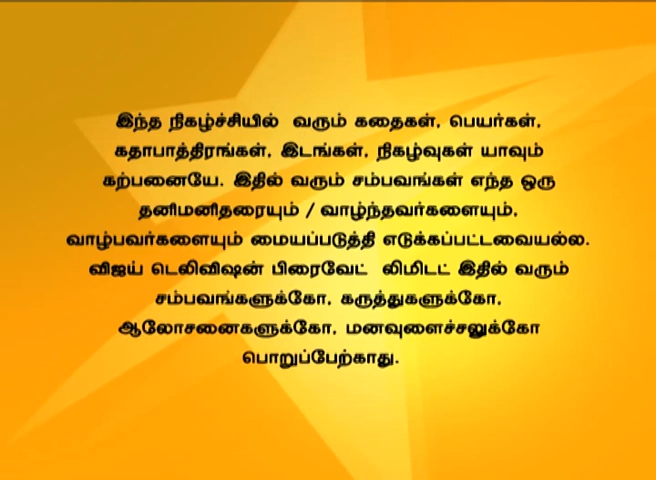 இந்த நிகழ்ச்சியில் வரும் கதைகள், பெயர்கள்,
கதாபாத்திரங்கள், இடங்கள், நிகழ்வுகள் யாவும்
கற்பனையே. இதில் வரும் சம்பவங்கள் எந்த ஒரு
தனிமனிதரையும் / வாழ்ந்தவர்களையும்,
வாழ்பவர்களையும் மையப்படுத்தி எடுக்கப்பட்டவையல்ல.
விஜய் டெலிவிஷன் பிரைவேட் லிமிடட் இதில் வரும்
சம்பவங்களுக்கோ, கருத்துகளுக்கோ,
ஆலோசனைகளுக்கோ, மனவுளைச்சலுக்கோ
பொறுப்பேற்காது.